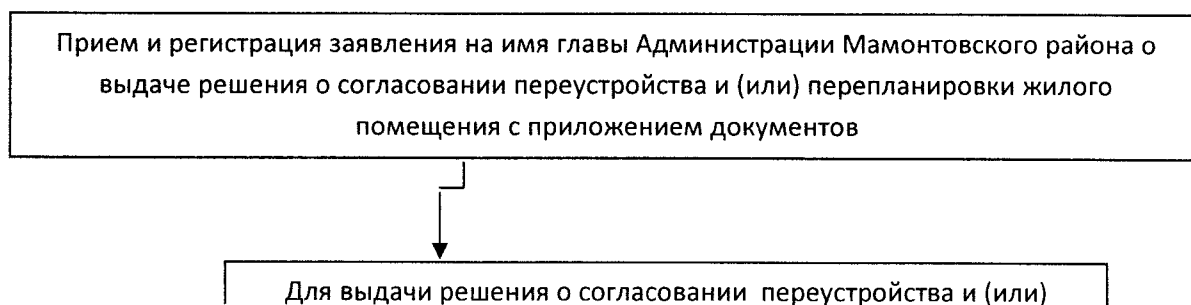 Прием и регистрация заявления на имя главы Администрации Мамонтовского района о
выдаче решения о согласовании переустройства и (или) перепланировки жилого
помещения с приложением документов
Для выдачи решения о согласовании переустройства и (или)